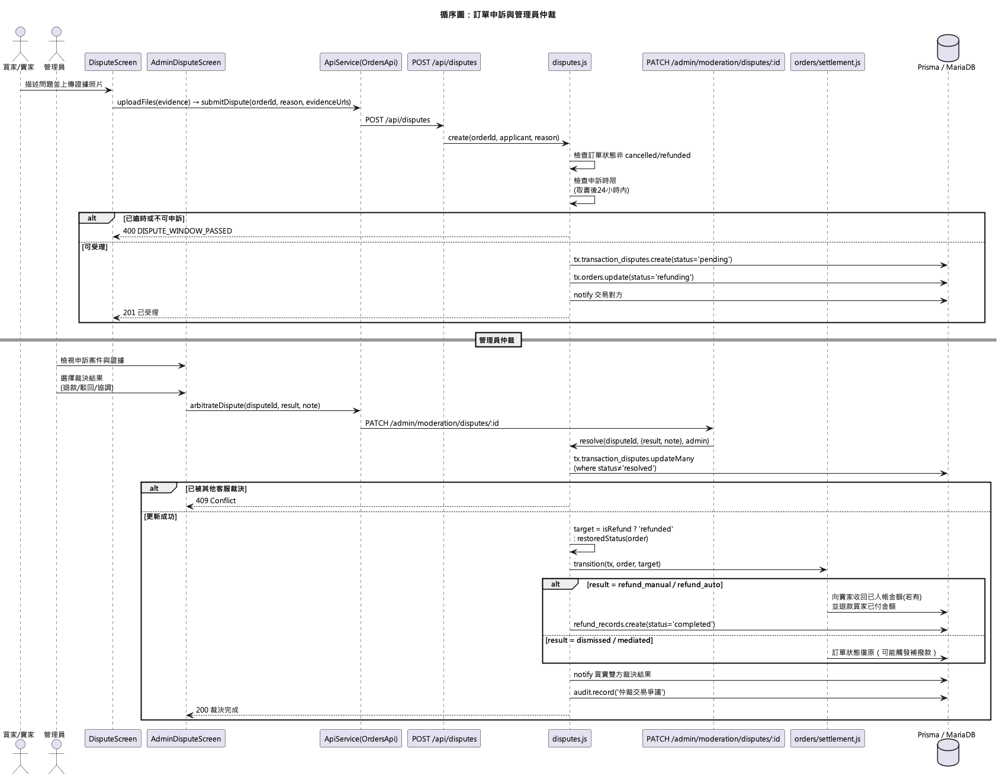 循序圖：訂單申訴與管理員仲裁
買家/賣家
管理員
DisputeScreen
AdminDisputeScreen
ApiService(OrdersApi)
POST /api/disputes
disputes.js
PATCH /admin/moderation/disputes/:id
orders/settlement.js
Prisma / MariaDB
描述問題並上傳證據照片
uploadFiles(evidence) → submitDispute(orderId, reason, evidenceUrls)
POST /api/disputes
create(orderId, applicant, reason)
檢查訂單狀態非 cancelled/refunded
檢查申訴時限
(取書後24小時內)
alt
[已逾時或不可申訴]
400 DISPUTE_WINDOW_PASSED
[可受理]
tx.transaction_disputes.create(status='pending')
tx.orders.update(status='refunding')
notify 交易對方
201 已受理
管理員仲裁
檢視申訴案件與證據
選擇裁決結果
(退款/駁回/協調)
arbitrateDispute(disputeId, result, note)
PATCH /admin/moderation/disputes/:id
resolve(disputeId, {result, note}, admin)
tx.transaction_disputes.updateMany
(where status≠'resolved')
alt
[已被其他客服裁決]
409 Conflict
[更新成功]
target = isRefund ? 'refunded'
: restoredStatus(order)
transition(tx, order, target)
alt
[result = refund_manual / refund_auto]
向賣家收回已入帳金額(若有)
並退款買家已付金額
refund_records.create(status='completed')
[result = dismissed / mediated]
訂單狀態復原（可能觸發補撥款）
notify 買賣雙方裁決結果
audit.record('仲裁交易爭議')
200 裁決完成
買家/賣家
管理員
DisputeScreen
AdminDisputeScreen
ApiService(OrdersApi)
POST /api/disputes
disputes.js
PATCH /admin/moderation/disputes/:id
orders/settlement.js
Prisma / MariaDB